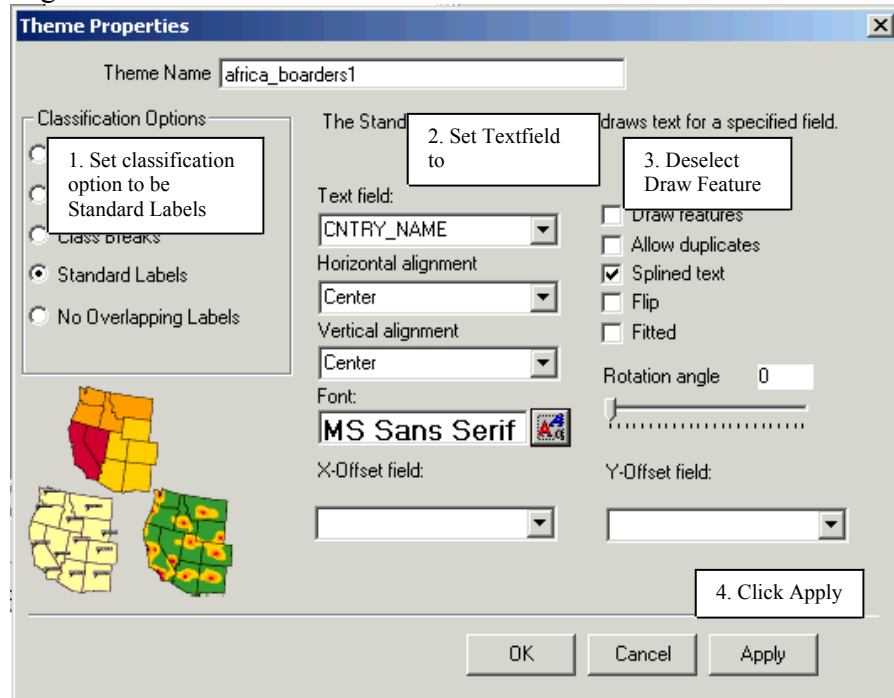 Theme Properties
Theme Name africa_boarders1
Classification Options
The Stand draws text for a specified field.
1. Set classification
option to be
Standard Labels
2. Set Textfield
to
3. Deselect
Draw Feature
Class Breaks
Standard Labels
No Overlapping Labels
Text field:
CNTRY_NAME
Horizontal alignment
Center
Vertical alignment
Center
Font:
MS Sans Serif
X-Offset field:
Draw features
Allow duplicates
Splined text
Flip
Fitted
Rotation angle 0
Y-Offset field:
4. Click Apply
OK Cancel Apply